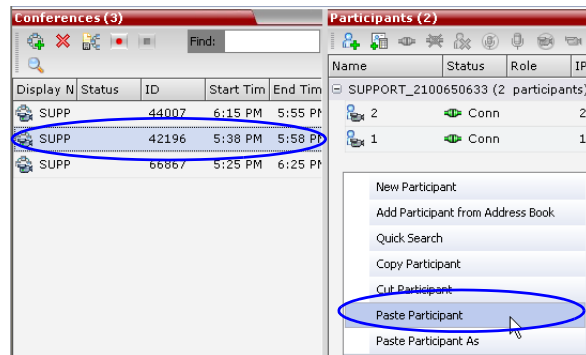 Conferences (3)
Find:
Display N Status ID Start Tim End Tim
SUPP 44007 6:15 PM 5:55 PM
SUPP 42196 5:38 PM 5:58 PM
SUPP 66867 5:25 PM 6:25 PM
Participants (2)
Name Status Role IP
SUPPORT_2100650633 (2 participants)
2 Conn 2
1 Conn 1
New Participant
Add Participant from Address Book
Quick Search
Copy Participant
Cut Participant
Paste Participant
Paste Participant As